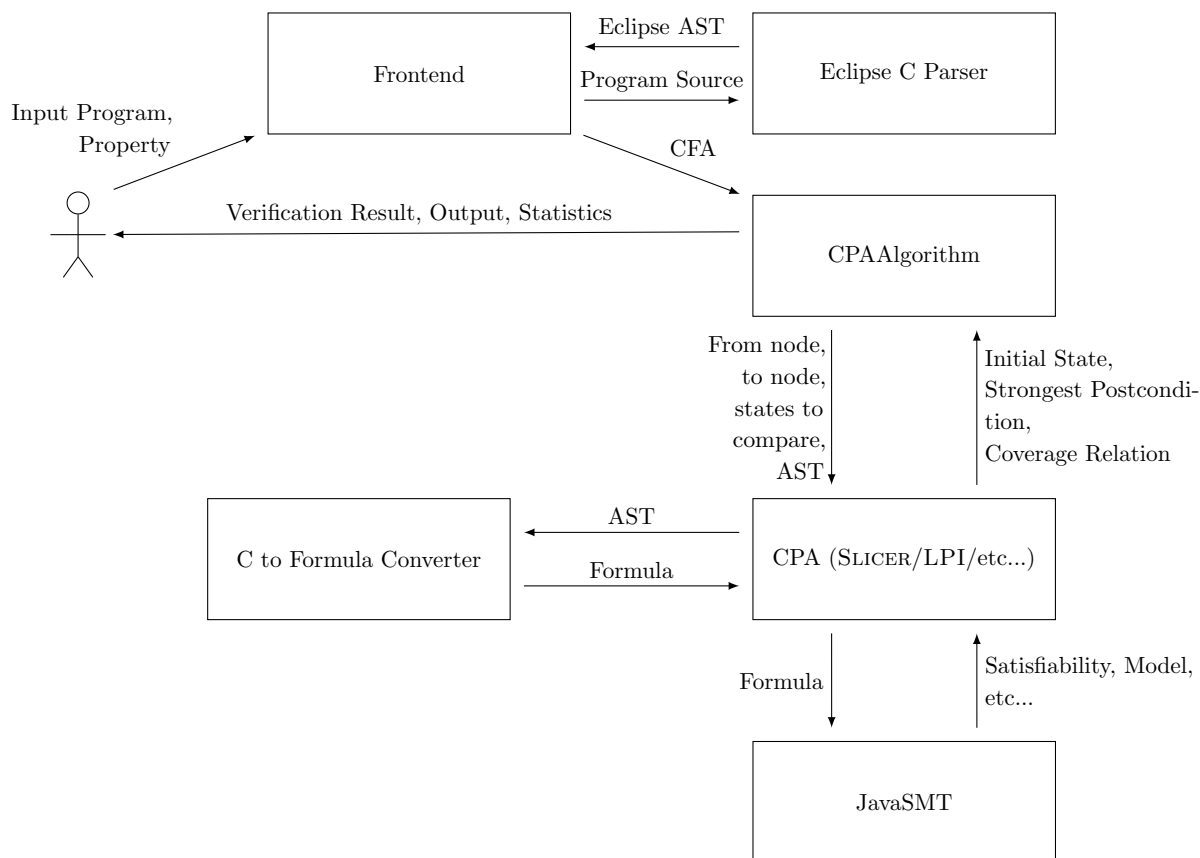 Eclipse AST
Frontend
Eclipse C Parser
Program Source
Input Program,
Property
CFA
Verification Result, Output, Statistics
CPAAlgorithm
From node,
to node,
states to
compare,
AST
Initial State,
Strongest Postcondi-
tion,
Coverage Relation
AST
C to Formula Converter
CPA (SLICER/LPI/etc...)
Formula
Formula
Satisfiability, Model,
etc...
JavaSMT